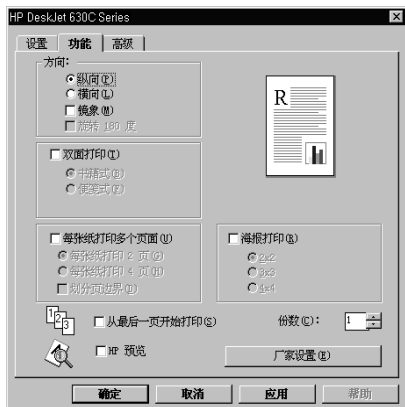 HP DeskJet 630C Series
设置 功能 高级
方向:
纵向(P)
横向(L)
镜象(M)
旋转 180 度
双面打印(T)
书籍式(B)
便笺式(F)
每张纸打印多个页面(U)
每张纸打印 2 页(G)
每张纸打印 4 页(H)
划分页边界(D)
海报打印(R)
2x2
3x3
4x4
从最后一页开始打印(S)
份数(C): 1
HP 预览
厂家设置(E)
确定 取消 应用 帮助
R
1 2 3